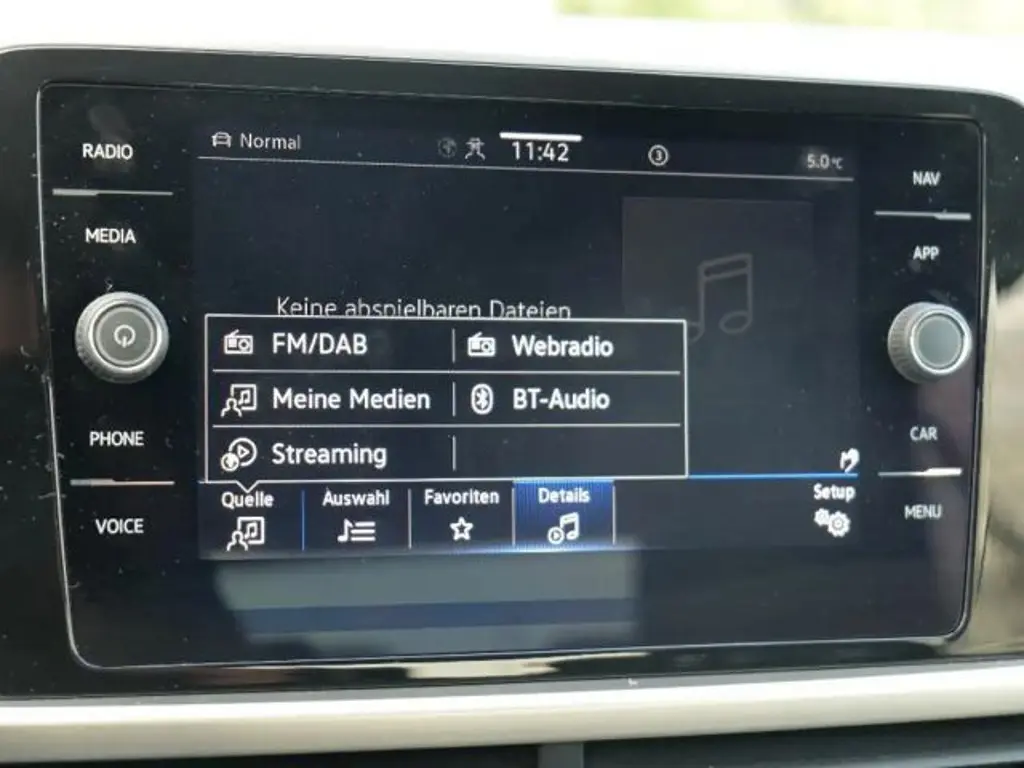 RADIO
MEDIA
PHONE
VOICE
Normal
11:42
3
5.0 °C
Keine abspielbaren Dateien
FM/DAB
Webradio
Meine Medien
BT-Audio
Streaming
Quelle
Auswahl
Favoriten
Details
Setup
NAV
APP
CAR
MENU